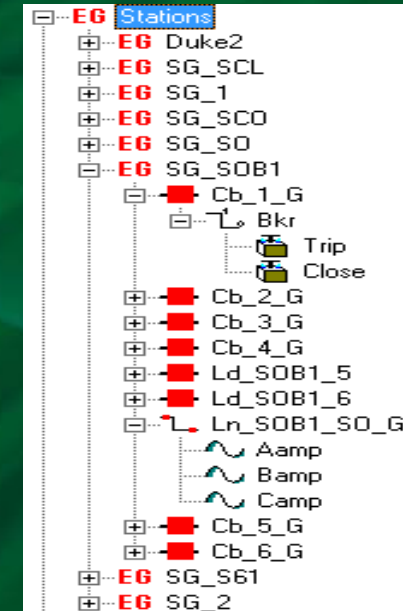 EG Stations
EG Duke2
EG SG_SCL
EG SG_1
EG SG_SCO
EG SG_SO
EG SG_SOB1
Cb_1_G
Bkr
Trip
Close
Cb_2_G
Cb_3_G
Cb_4_G
Ld_SOB1_5
Ld_SOB1_6
Ln_SOB1_SO_G
Aamp
Bamp
Camp
Cb_5_G
Cb_6_G
EG SG_S61
EG SG_2